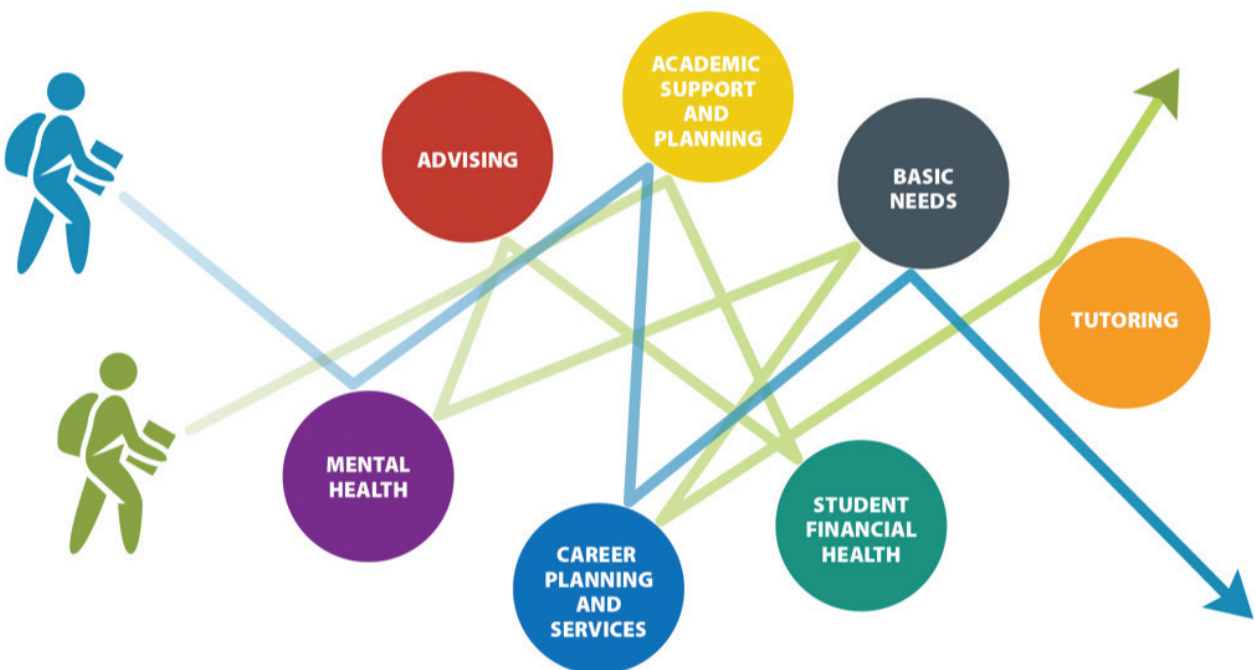 ADVISING
ACADEMIC
SUPPORT
AND
PLANNING
BASIC
NEEDS
TUTORING
MENTAL
HEALTH
CAREER
PLANNING
AND
SERVICES
STUDENT
FINANCIAL
HEALTH